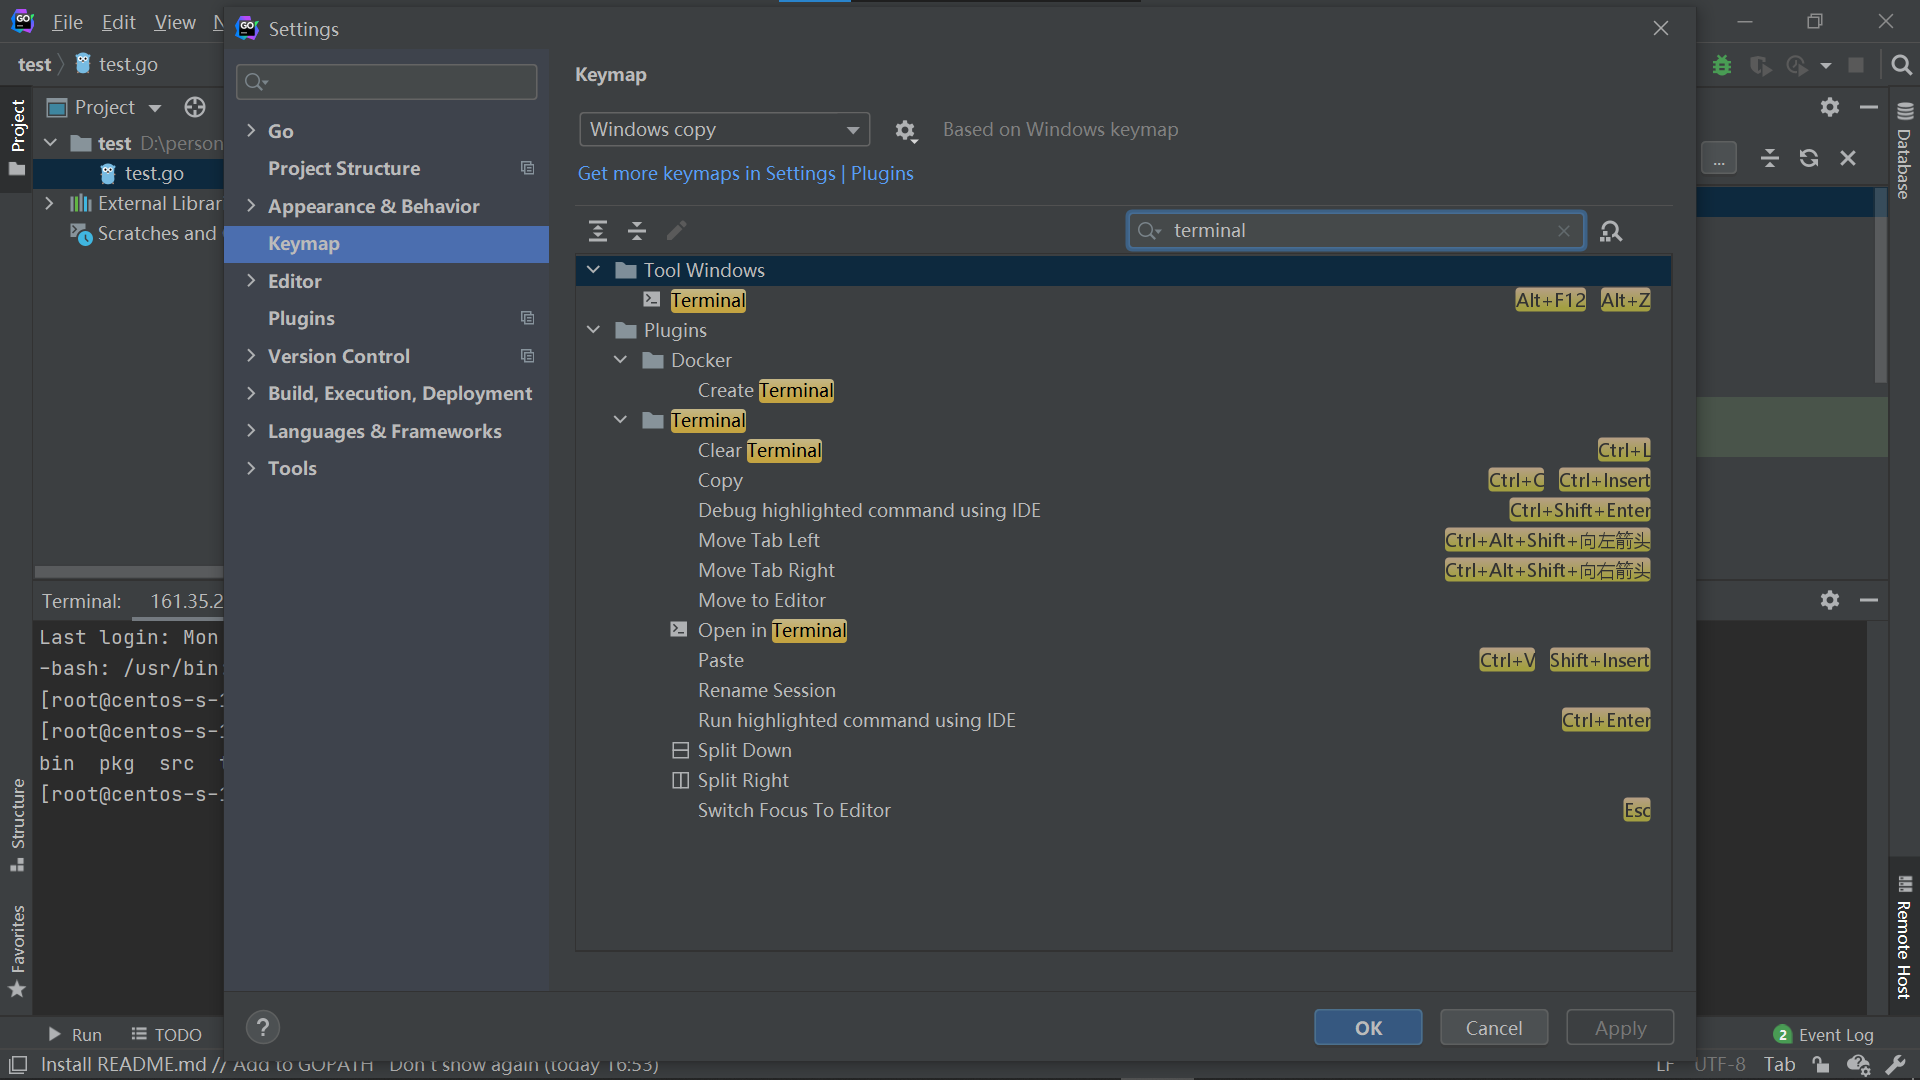 File Edit View
Settings
test test.go
Project
Keymap
Project
Go
Windows copy
Based on Windows keymap
test D:\person
Project Structure
...
Database
test.go
Get more keymaps in Settings | Plugins
External Librar
Appearance & Behavior
Scratches and
Keymap
terminal
Editor
Tool Windows
Plugins
Terminal Alt+F12 Alt+Z
Version Control
Plugins
Docker
Build, Execution, Deployment
Create Terminal
Languages & Frameworks
Terminal
Tools
Clear Terminal Ctrl+L
Copy Ctrl+C Ctrl+Insert
Debug highlighted command using IDE Ctrl+Shift+Enter
Move Tab Left Ctrl+Alt+Shift+向左箭头
Move Tab Right Ctrl+Alt+Shift+向右箭头
Terminal: 161.35.2
Move to Editor
Last login: Mon
Open in Terminal
-bash: /usr/bin
Paste Ctrl+V Shift+Insert
[root@centos-s-1
Rename Session
[root@centos-s-1
Run highlighted command using IDE Ctrl+Enter
bin pkg src
Split Down
[root@centos-s-1
Split Right
Structure
Switch Focus To Editor Esc
Favorites
Remote Host
? OK Cancel Apply
Run TODO
2 Event Log
Install README.md // Add to GOPATH Don't show again (today 16:53)
LF UTF-8 Tab